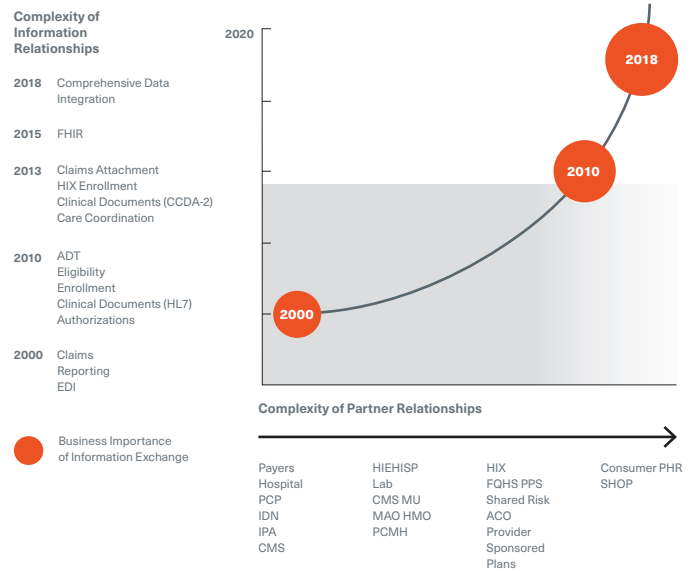 Complexity of
Information
Relationships
2018 Comprehensive Data
Integration
2015 FHIR
2013 Claims Attachment
HIX Enrollment
Clinical Documents (CCDA-2)
Care Coordination
2010 ADT
Eligibility
Enrollment
Clinical Documents (HL7)
Authorizations
2000 Claims
Reporting
EDI
Business Importance
of Information Exchange
2020
2018
2010
2000
Complexity of Partner Relationships
Payers
Hospital
PCP
IDN
IPA
CMS
HIEHISP
Lab
CMS MU
MAO HMO
PCMH
HIX
FQHS PPS
Shared Risk
ACO
Provider
Sponsored
Plans
Consumer PHR
SHOP